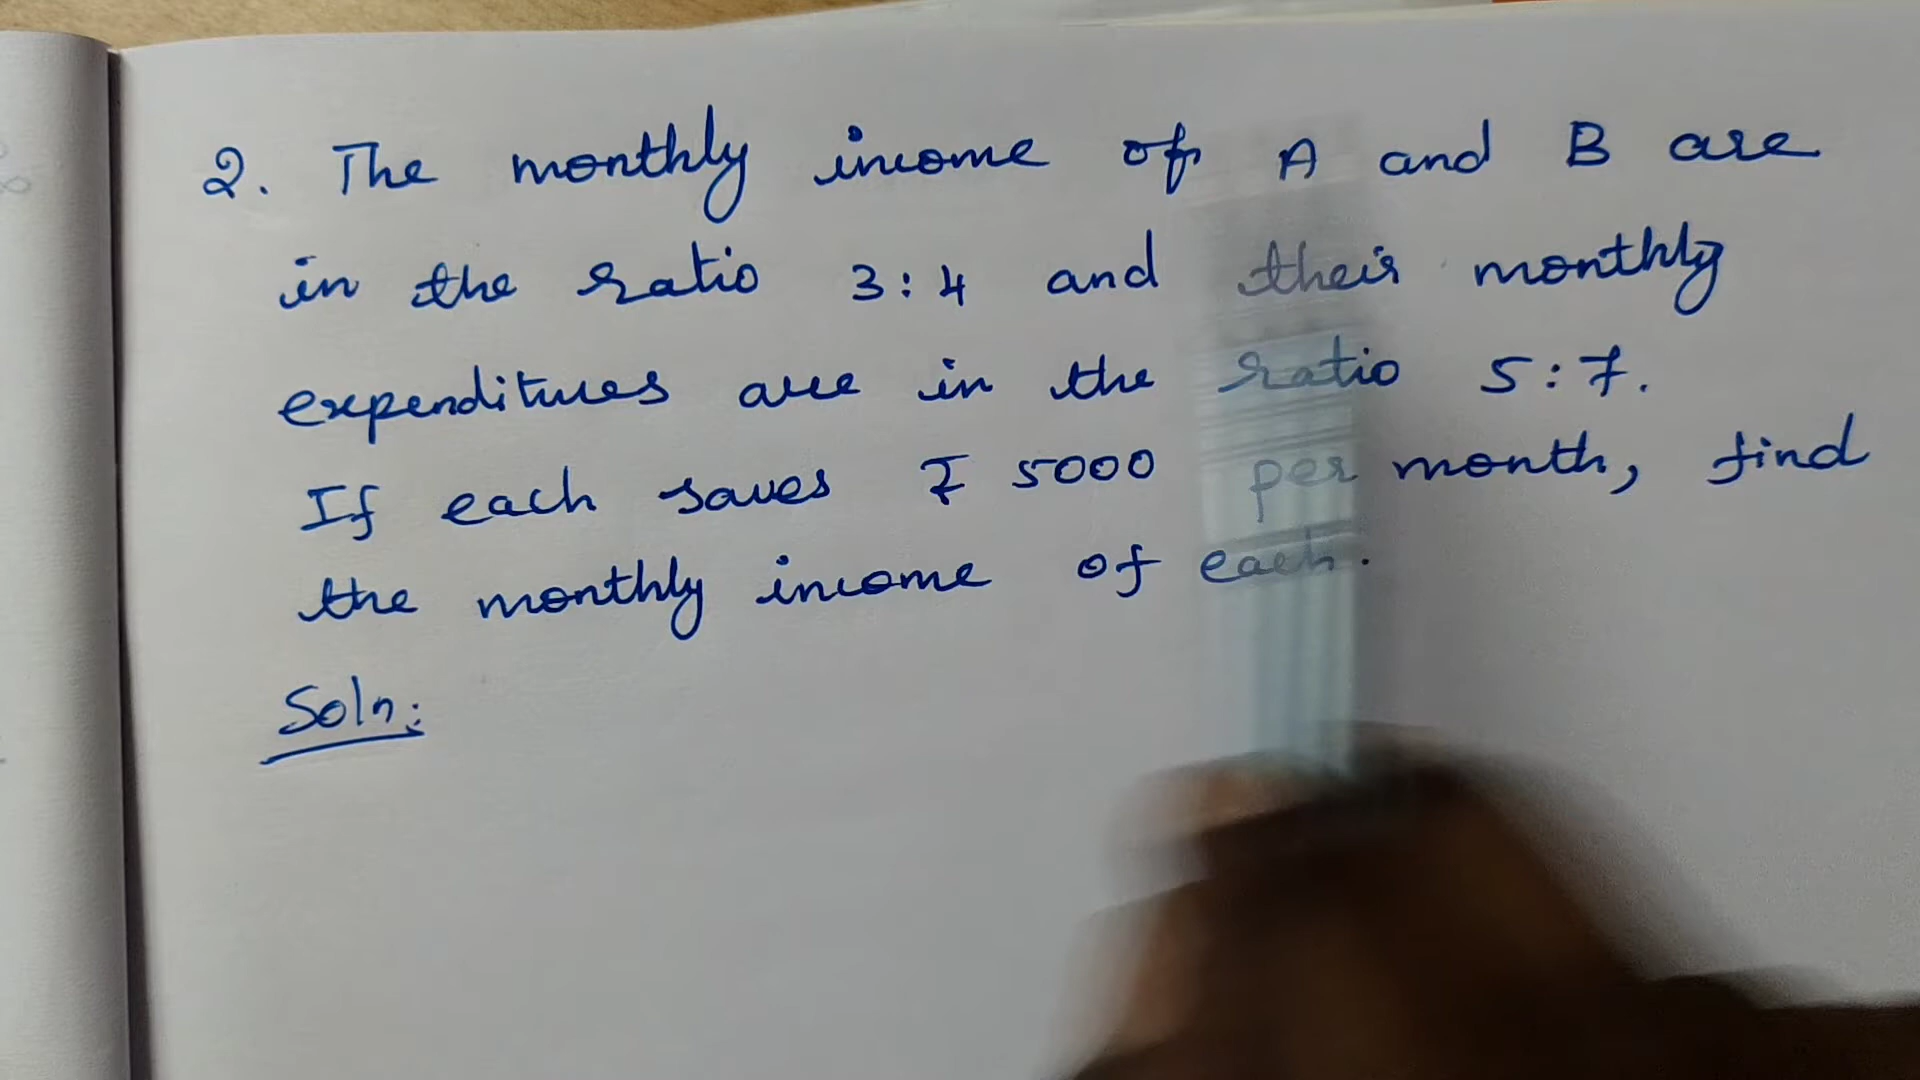 2. The monthly income of A and B are
in the ratio 3:4 and their monthly
expenditures are in the ratio 5:7.
If each saves ₹ 5000 per month, find
the monthly income of each.
Soln: